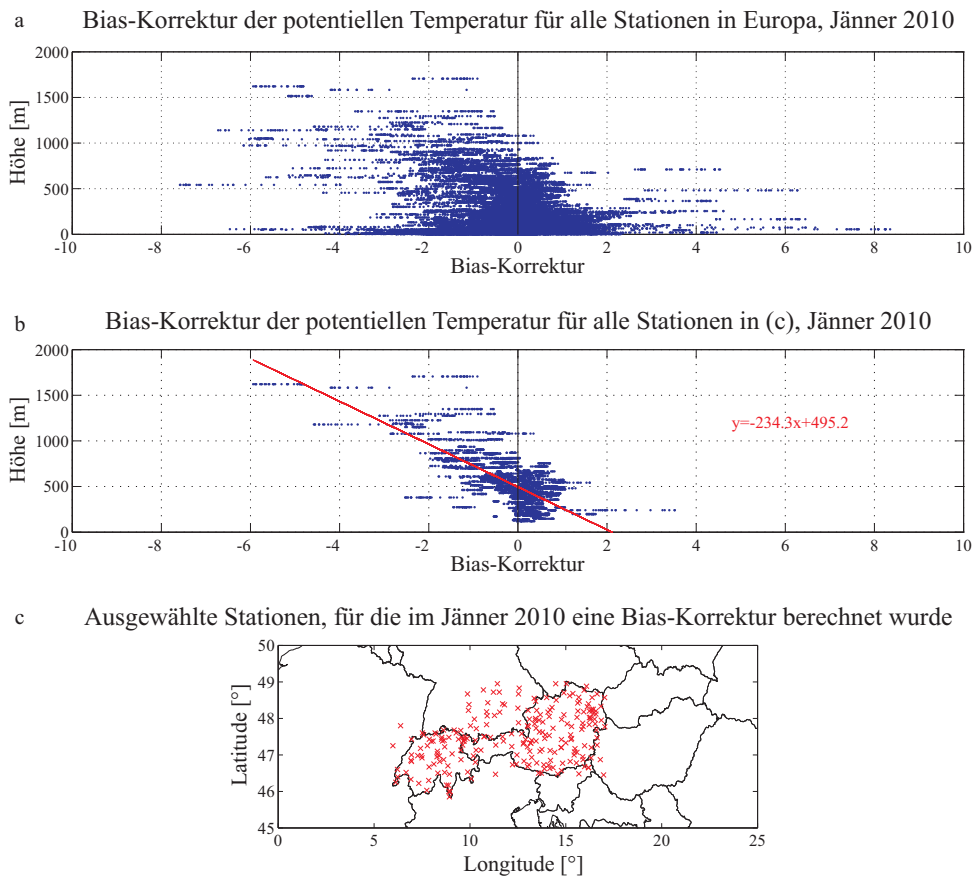 a Bias-Korrektur der potentiellen Temperatur für alle Stationen in Europa, Jänner 2010
2000
1500
1000
500
0
Höhe [m]
-10 -8 -6 -4 -2 0 2 4 6 8 10
Bias-Korrektur
b Bias-Korrektur der potentiellen Temperatur für alle Stationen in (c), Jänner 2010
2000
1500
1000
500
0
Höhe [m]
y=-234.3x+495.2
-10 -8 -6 -4 -2 0 2 4 6 8 10
Bias-Korrektur
c Ausgewählte Stationen, für die im Jänner 2010 eine Bias-Korrektur berechnet wurde
50
49
48
47
46
45
Latitude [°]
0 5 10 15 20 25
Longitude [°]